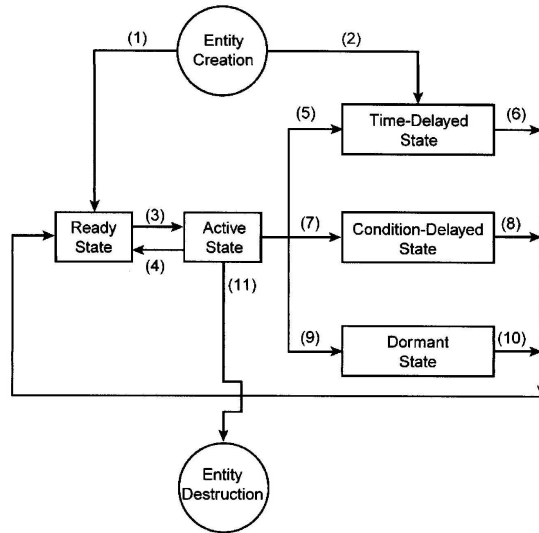 (1)
Entity
Creation
(2)
(5)
Time-Delayed
State
(6)
Ready
State
(3)
(4)
Active
State
(7)
Condition-Delayed
State
(8)
(11)
(9)
Dormant
State
(10)
Entity
Destruction